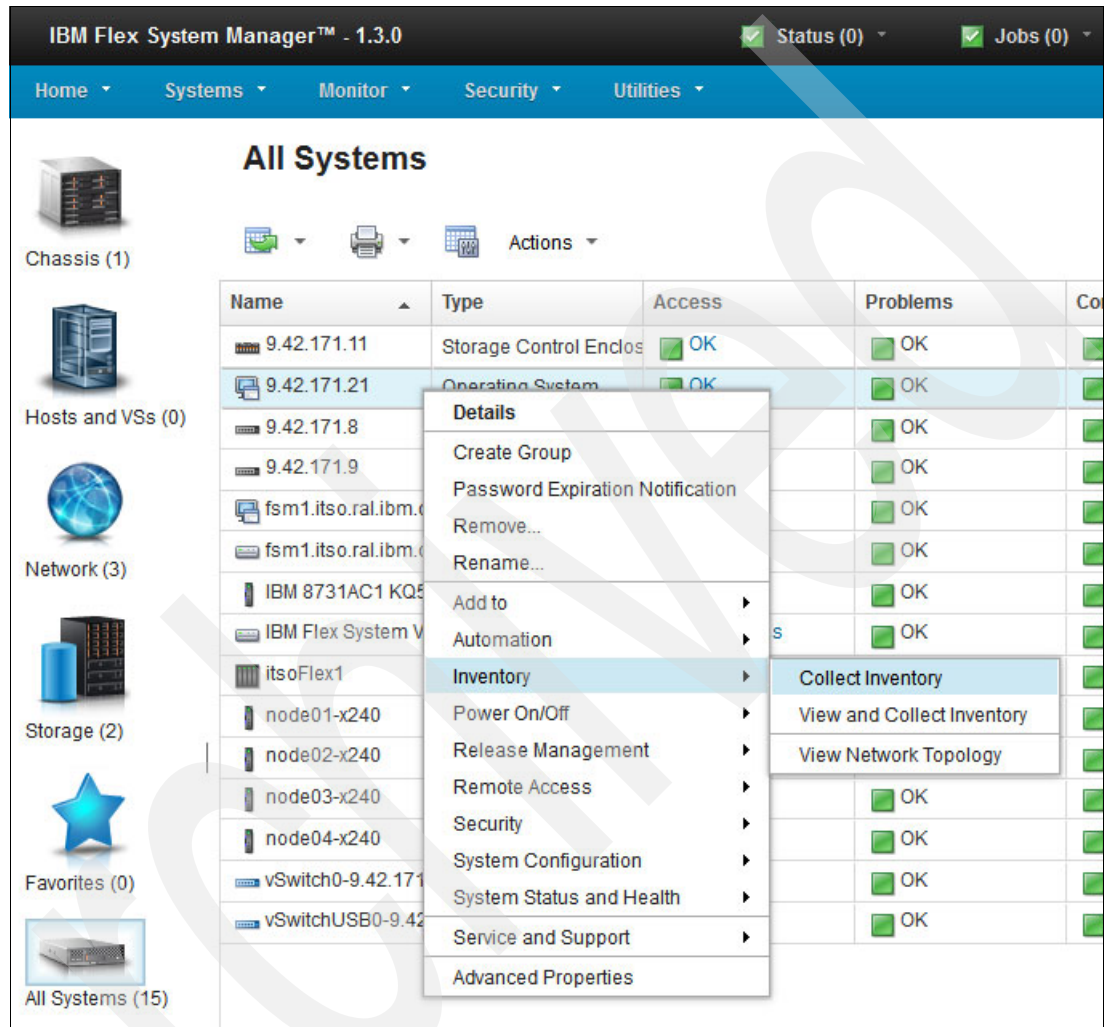 IBM Flex System Manager™ - 1.3.0
Status (0)
Jobs (0)
Home
Systems
Monitor
Security
Utilities
All Systems
Actions
Chassis (1)
Hosts and VSs (0)
Network (3)
Storage (2)
Favorites (0)
All Systems (15)
Name Type Access Problems Co
9.42.171.11 Storage Control Enclos OK OK
9.42.171.21 Operating System OK OK
9.42.171.8 OK
9.42.171.9 OK
fsm1.itso.ral.ibm.c OK
fsm1.itso.ral.ibm.c OK
IBM 8731AC1 KQ5 OK
IBM Flex System V s OK
itsoFlex1
node01-x240
node02-x240
node03-x240 OK
node04-x240 OK
vSwitch0-9.42.171 OK
vSwitchUSB0-9.42 OK
Details
Create Group
Password Expiration Notification
Remove...
Rename...
Add to
Automation
Inventory
Power On/Off
Release Management
Remote Access
Security
System Configuration
System Status and Health
Service and Support
Advanced Properties
Collect Inventory
View and Collect Inventory
View Network Topology
Archived